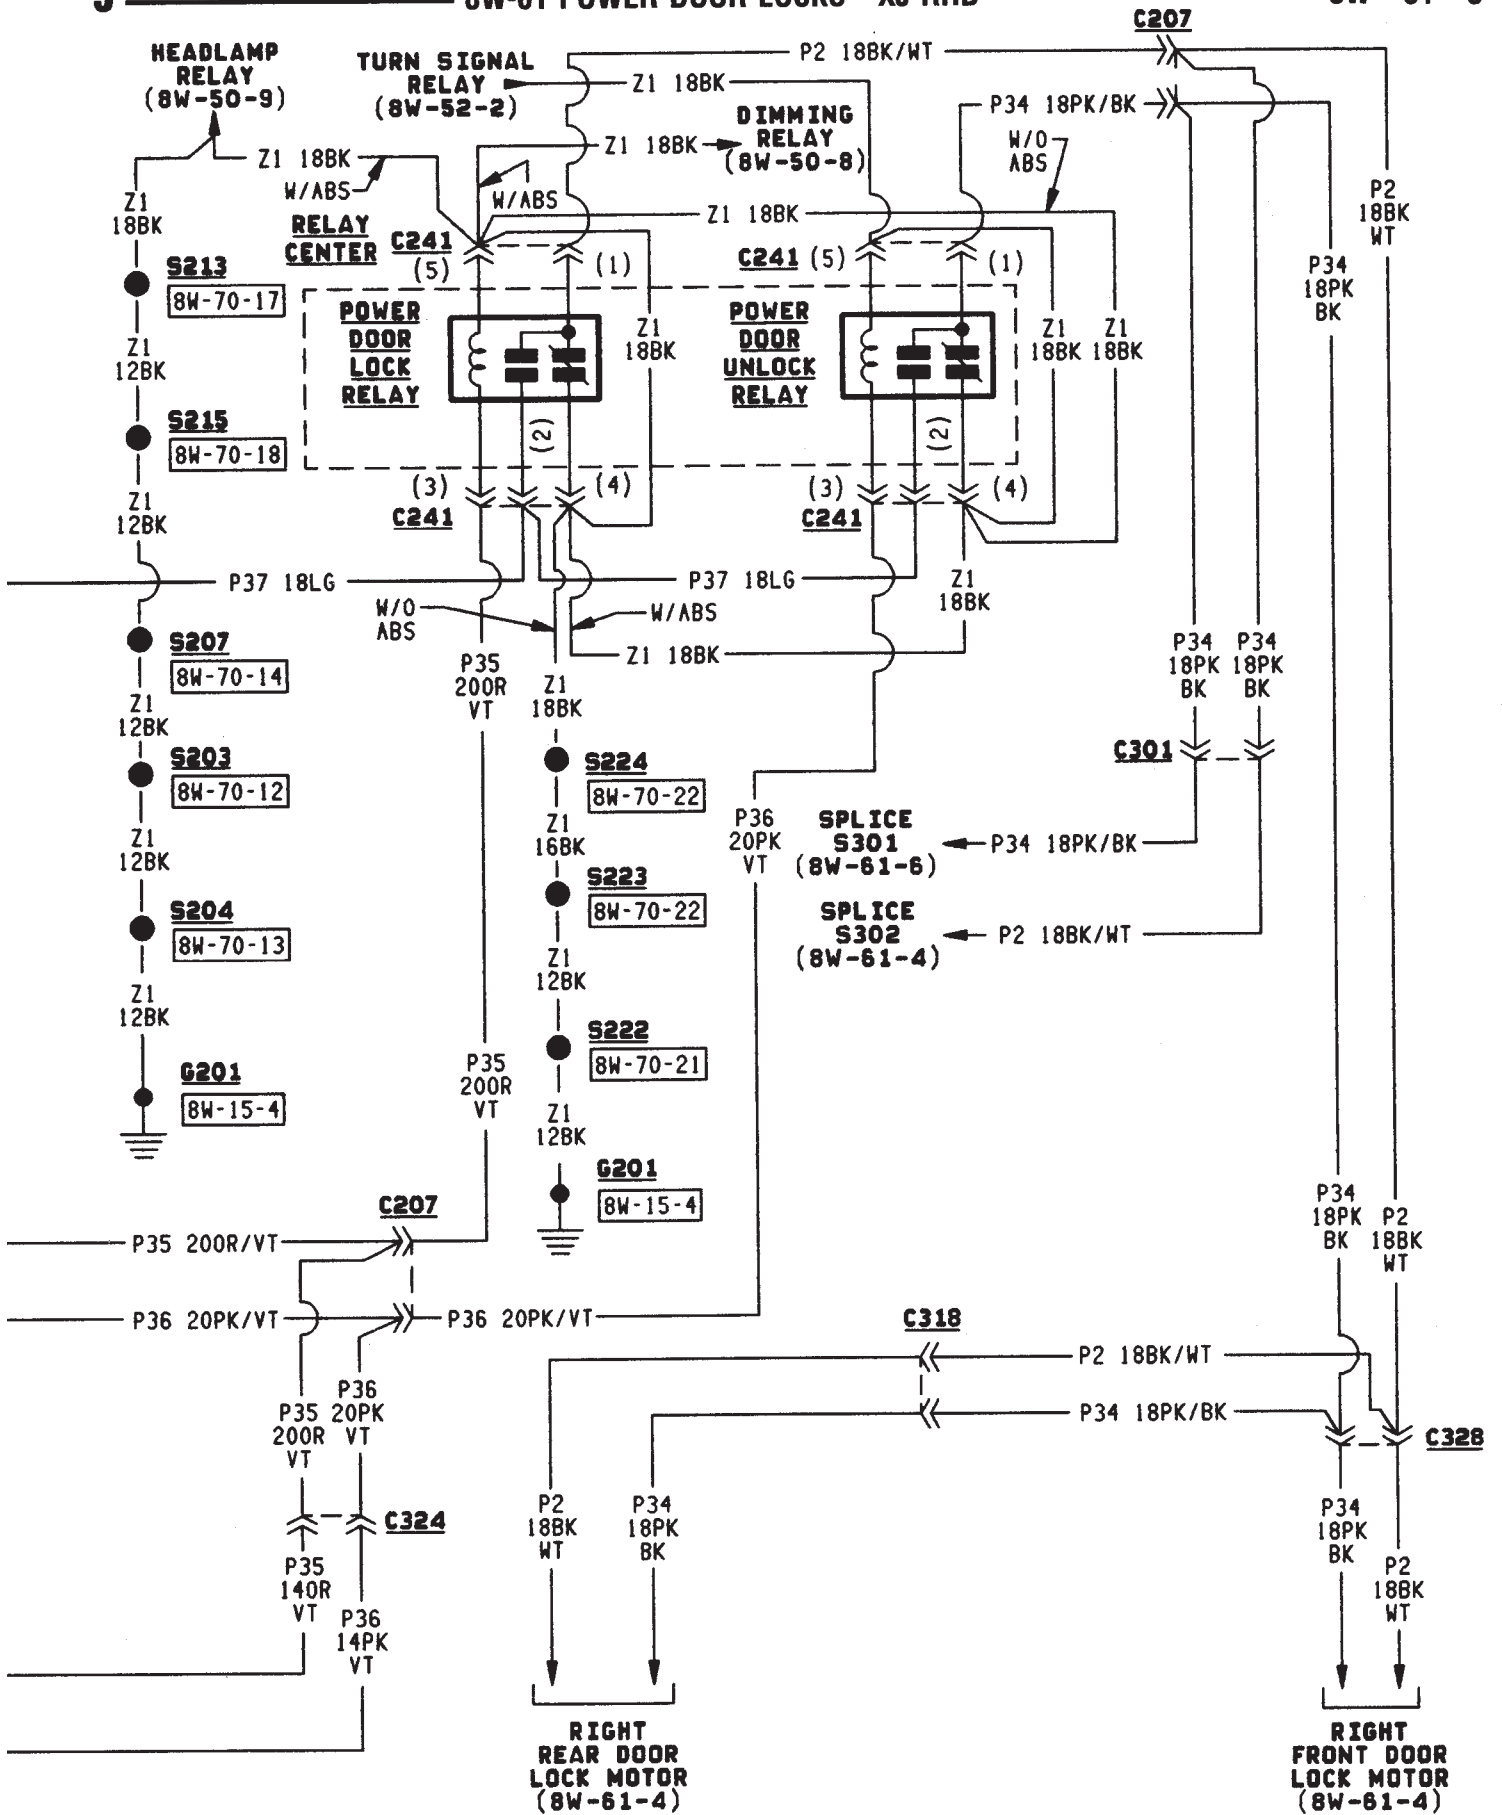 HEADLAMP
RELAY
(8W-50-9)
TURN SIGNAL
RELAY
(8W-52-2)
P2 18BK/WT
C207
Z1 18BK
DIMMING
RELAY
(8W-50-8)
P34 18PK/BK
W/O
ABS
Z1 18BK
Z1 18BK
W/ABS
W/ABS
Z1
18BK
RELAY
CENTER
C241
(5)
(1)
Z1 18BK
C241 (5)
(1)
P2
18BK
WT
P34
18PK
BK
S213
8W-70-17
POWER
DOOR
LOCK
RELAY
Z1
18BK
POWER
DOOR
UNLOCK
RELAY
Z1
18BK
Z1
18BK
Z1
12BK
S215
8W-70-18
(2)
(2)
(3)
C241
(4)
(3)
C241
(4)
Z1
12BK
P37 18LG
P37 18LG
Z1
18BK
W/O
ABS
W/ABS
Z1 18BK
S207
8W-70-14
P35
20OR
VT
Z1
18BK
P34
18PK
BK
P34
18PK
BK
Z1
12BK
S203
8W-70-12
S224
8W-70-22
C301
P36
20PK
VT
SPLICE
S301
(8W-61-6)
P34 18PK/BK
Z1
12BK
Z1
16BK
S223
8W-70-22
S204
8W-70-13
SPLICE
S302
(8W-61-4)
P2 18BK/WT
Z1
12BK
Z1
12BK
S222
8W-70-21
P35
20OR
VT
G201
8W-15-4
Z1
12BK
G201
8W-15-4
C207
P35 20OR/VT
P34
18PK
BK
P2
18BK
WT
P36 20PK/VT
P36 20PK/VT
C318
P2 18BK/WT
P34 18PK/BK
P35
20OR
VT
P36
20PK
VT
C328
C324
P2
18BK
WT
P34
18PK
BK
P34
18PK
BK
P35
14OR
VT
P2
18BK
WT
P36
14PK
VT
RIGHT
REAR DOOR
LOCK MOTOR
(8W-61-4)
RIGHT
FRONT DOOR
LOCK MOTOR
(8W-61-4)